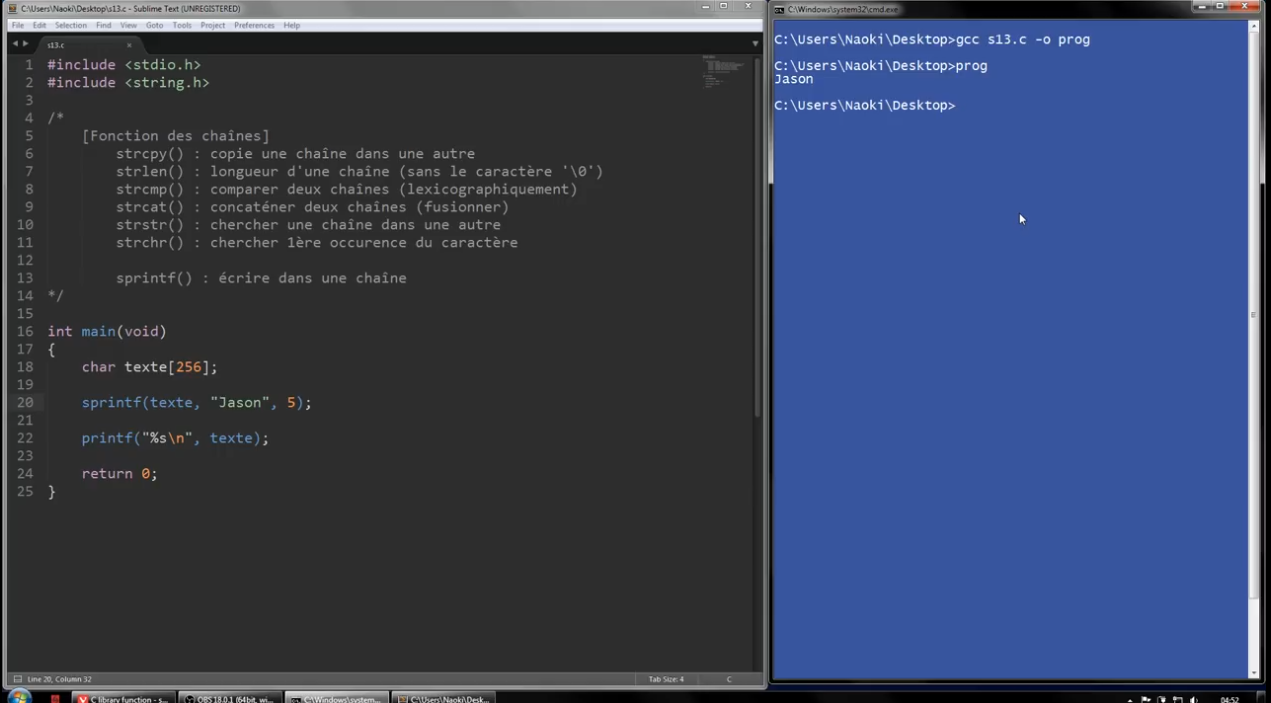 C:\Users\Naoki\Desktop\s13.c - Sublime Text (UNREGISTERED)
File Edit Selection Find View Goto Tools Project Preferences Help
s13.c
1 #include <stdio.h>
2 #include <string.h>
3
4 /*
5 [Fonction des chaînes]
6 strcpy() : copie une chaîne dans une autre
7 strlen() : longueur d'une chaîne (sans le caractère '\0')
8 strcmp() : comparer deux chaînes (lexicographiquement)
9 strcat() : concaténer deux chaînes (fusionner)
10 strstr() : chercher une chaîne dans une autre
11 strchr() : chercher 1ère occurence du caractère
12
13 sprintf() : écrire dans une chaîne
14 */
15
16 int main(void)
17 {
18 char texte[256];
19
20 sprintf(texte, "Jason", 5);
21
22 printf("%s\n", texte);
23
24 return 0;
25 }
Line 20, Column 32
Tab Size: 4
C
C:\Windows\system32\cmd.exe
C:\Users\Naoki\Desktop>gcc s13.c -o prog
C:\Users\Naoki\Desktop>prog
Jason
C:\Users\Naoki\Desktop>
C library function - s...
OBS 18.0.1 (64bit, wi...
C:\Windows\system...
C:\Users\Naoki\Desk...
04:52